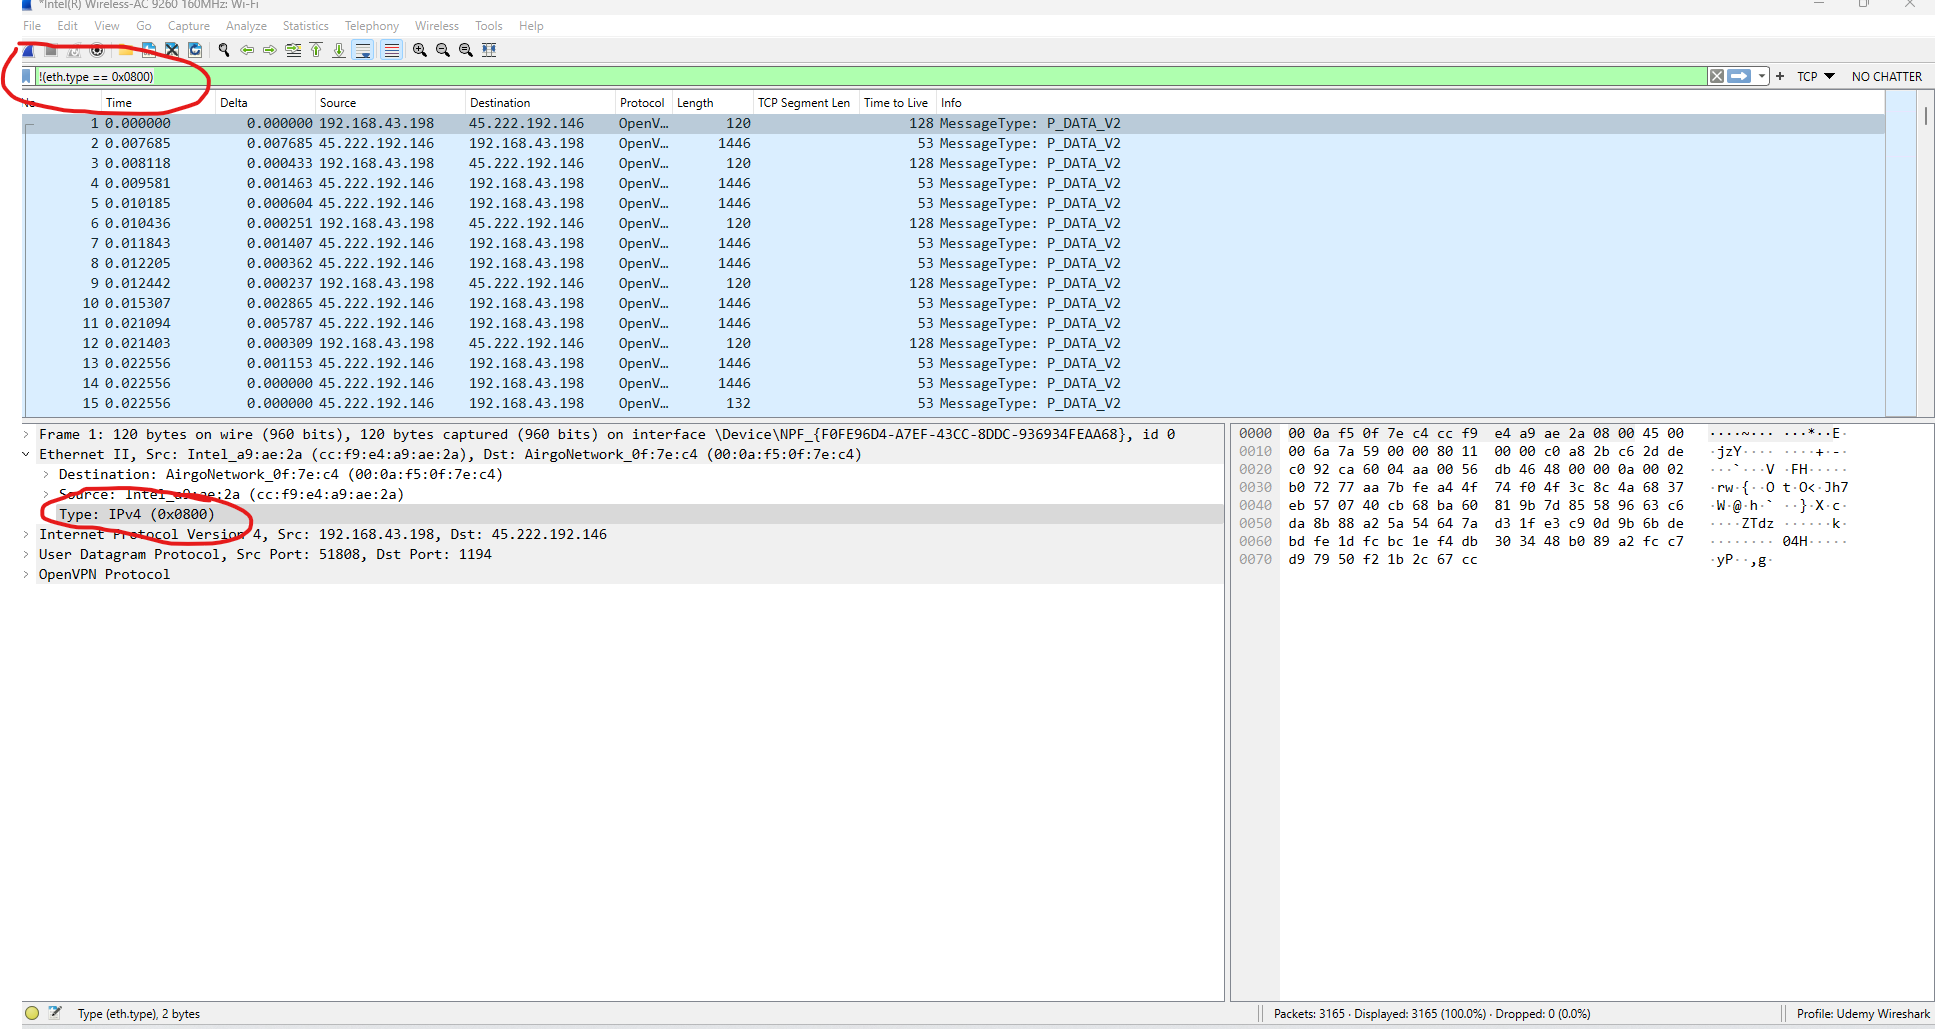 *Intel(R) Wireless-AC 9260 160MHz: Wi-Fi
File Edit View Go Capture Analyze Statistics Telephony Wireless Tools Help
!(eth.type == 0x0800) + TCP NO CHATTER
No. Time Delta Source Destination Protocol Length TCP Segment Len Time to Live Info
1 0.000000 0.000000 192.168.43.198 45.222.192.146 OpenV… 120 128 MessageType: P_DATA_V2
2 0.007685 0.007685 45.222.192.146 192.168.43.198 OpenV… 1446 53 MessageType: P_DATA_V2
3 0.008118 0.000433 192.168.43.198 45.222.192.146 OpenV… 120 128 MessageType: P_DATA_V2
4 0.009581 0.001463 45.222.192.146 192.168.43.198 OpenV… 1446 53 MessageType: P_DATA_V2
5 0.010185 0.000604 45.222.192.146 192.168.43.198 OpenV… 1446 53 MessageType: P_DATA_V2
6 0.010436 0.000251 192.168.43.198 45.222.192.146 OpenV… 120 128 MessageType: P_DATA_V2
7 0.011843 0.001407 45.222.192.146 192.168.43.198 OpenV… 1446 53 MessageType: P_DATA_V2
8 0.012205 0.000362 45.222.192.146 192.168.43.198 OpenV… 1446 53 MessageType: P_DATA_V2
9 0.012442 0.000237 192.168.43.198 45.222.192.146 OpenV… 120 128 MessageType: P_DATA_V2
10 0.015307 0.002865 45.222.192.146 192.168.43.198 OpenV… 1446 53 MessageType: P_DATA_V2
11 0.021094 0.005787 45.222.192.146 192.168.43.198 OpenV… 1446 53 MessageType: P_DATA_V2
12 0.021403 0.000309 192.168.43.198 45.222.192.146 OpenV… 120 128 MessageType: P_DATA_V2
13 0.022556 0.001153 45.222.192.146 192.168.43.198 OpenV… 1446 53 MessageType: P_DATA_V2
14 0.022556 0.000000 45.222.192.146 192.168.43.198 OpenV… 1446 53 MessageType: P_DATA_V2
15 0.022556 0.000000 45.222.192.146 192.168.43.198 OpenV… 132 53 MessageType: P_DATA_V2
Frame 1: 120 bytes on wire (960 bits), 120 bytes captured (960 bits) on interface \Device\NPF_{F0FE96D4-A7EF-43CC-8DDC-936934FEAA68}, id 0
Ethernet II, Src: Intel_a9:ae:2a (cc:f9:e4:a9:ae:2a), Dst: AirgoNetwork_0f:7e:c4 (00:0a:f5:0f:7e:c4)
Destination: AirgoNetwork_0f:7e:c4 (00:0a:f5:0f:7e:c4)
Source: Intel_a9:ae:2a (cc:f9:e4:a9:ae:2a)
Type: IPv4 (0x0800)
Internet Protocol Version 4, Src: 192.168.43.198, Dst: 45.222.192.146
User Datagram Protocol, Src Port: 51808, Dst Port: 1194
OpenVPN Protocol
0000 00 0a f5 0f 7e c4 cc f9 e4 a9 ae 2a 08 00 45 00 ····~··· ···*··E·
0010 00 6a 7a 59 00 00 80 11 00 00 c0 a8 2b c6 2d de ·jzY···· ····+·-·
0020 c0 92 ca 60 04 aa 00 56 db 46 48 00 00 0a 00 02 ···`···V ·FH·····
0030 b0 72 77 aa 7b fe a4 4f 74 f0 4f 3c 8c 4a 68 37 ·rw·{··O t·O<·Jh7
0040 eb 57 07 40 cb 68 ba 60 81 9b 7d 85 58 96 63 c6 ·W·@·h·` ··}·X·c·
0050 da 8b 88 a2 5a 54 64 7a d3 1f e3 c9 0d 9b 6b de ····ZTdz ······k·
0060 bd fe 1d fc bc 1e f4 db 30 34 48 b0 89 a2 fc c7 ········ 04H·····
0070 d9 79 50 f2 1b 2c 67 cc ·yP··,g·
Type (eth.type), 2 bytes Packets: 3165 · Displayed: 3165 (100.0%) · Dropped: 0 (0.0%) Profile: Udemy Wireshark